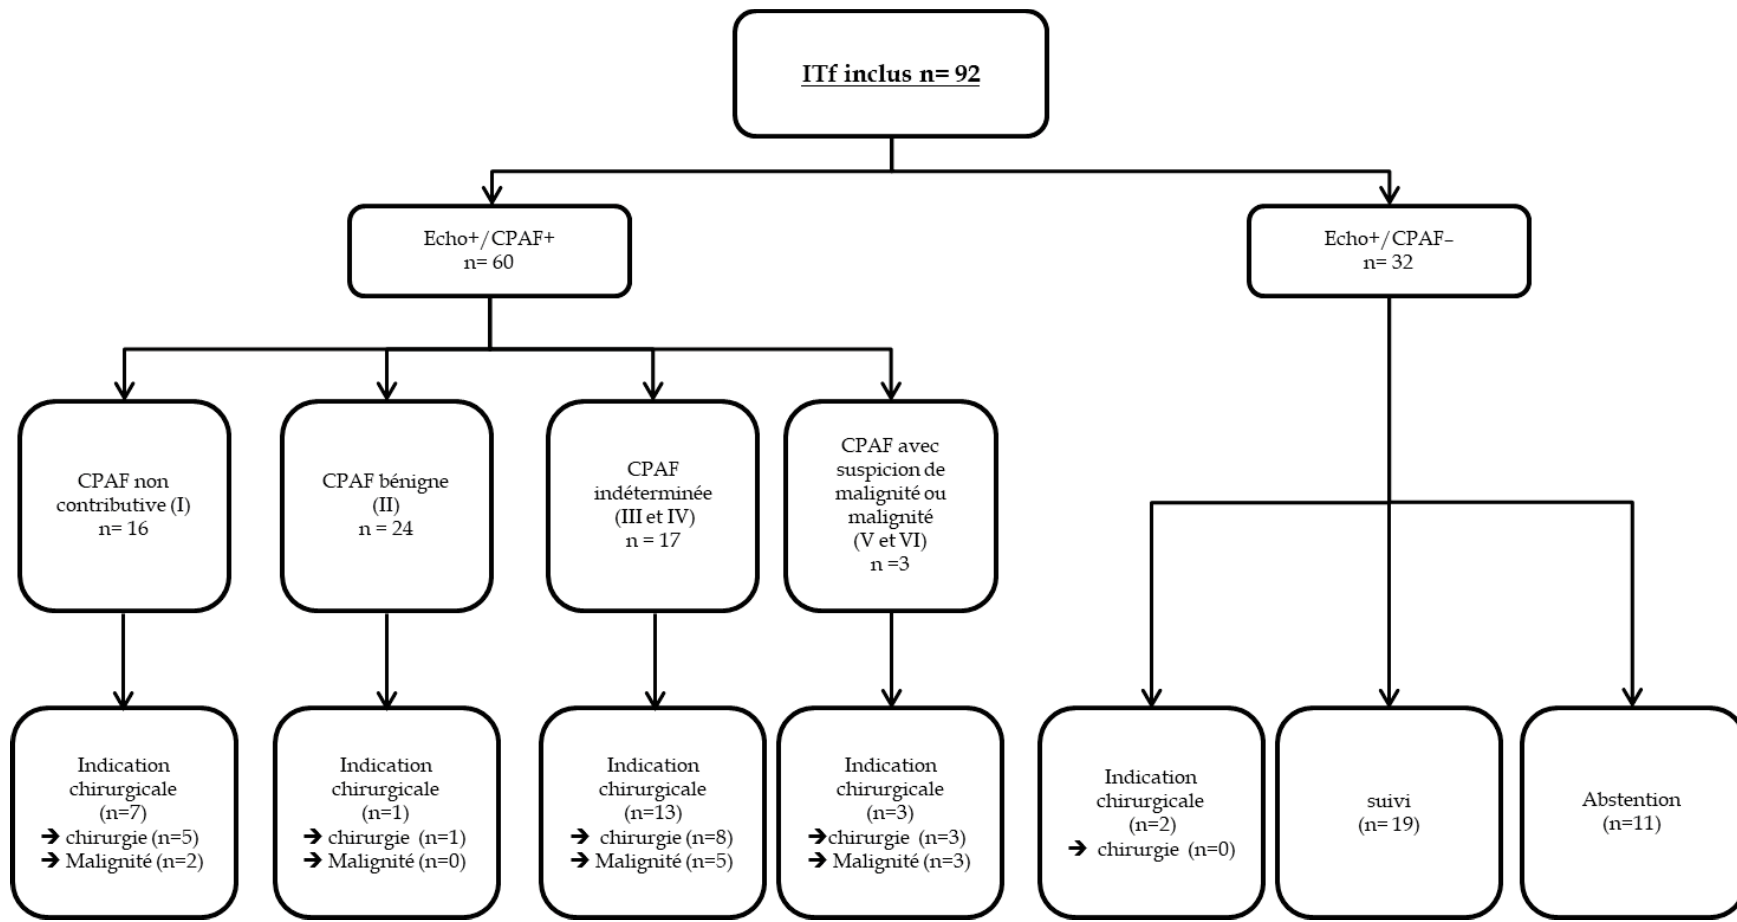 ITf inclus n= 92
Echo+/CPAF+
n= 60
Echo+/CPAF–
n= 32
CPAF non
contributive (I)
n= 16
CPAF bénigne
(II)
n = 24
CPAF
indéterminée
(III et IV)
n = 17
CPAF avec
suspicion de
malignité ou
malignité
(V et VI)
n =3
Indication
chirurgicale
(n=7)
➔ chirurgie (n=5)
➔ Malignité (n=2)
Indication
chirurgicale
(n=1)
➔ chirurgie (n=1)
➔ Malignité (n=0)
Indication
chirurgicale
(n=13)
➔ chirurgie (n=8)
➔ Malignité (n=5)
Indication
chirurgicale
(n=3)
➔chirurgie (n=3)
➔ Malignité (n=3)
Indication
chirurgicale
(n=2)
➔ chirurgie (n=0)
suivi
(n= 19)
Abstention
(n=11)